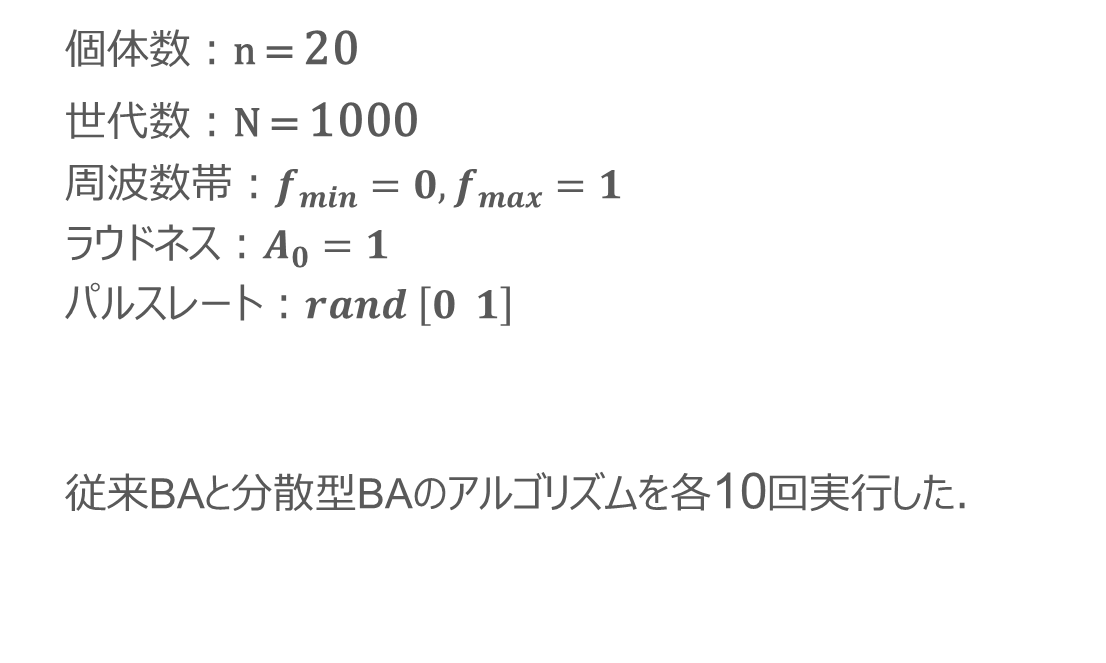 個体数：n = 20
世代数：N = 1000
周波数帯：f_min = 0, f_max = 1
ラウドネス：A_0 = 1
パルスレート：rand [0 1]
従来BAと分散型BAのアルゴリズムを各10回実行した.